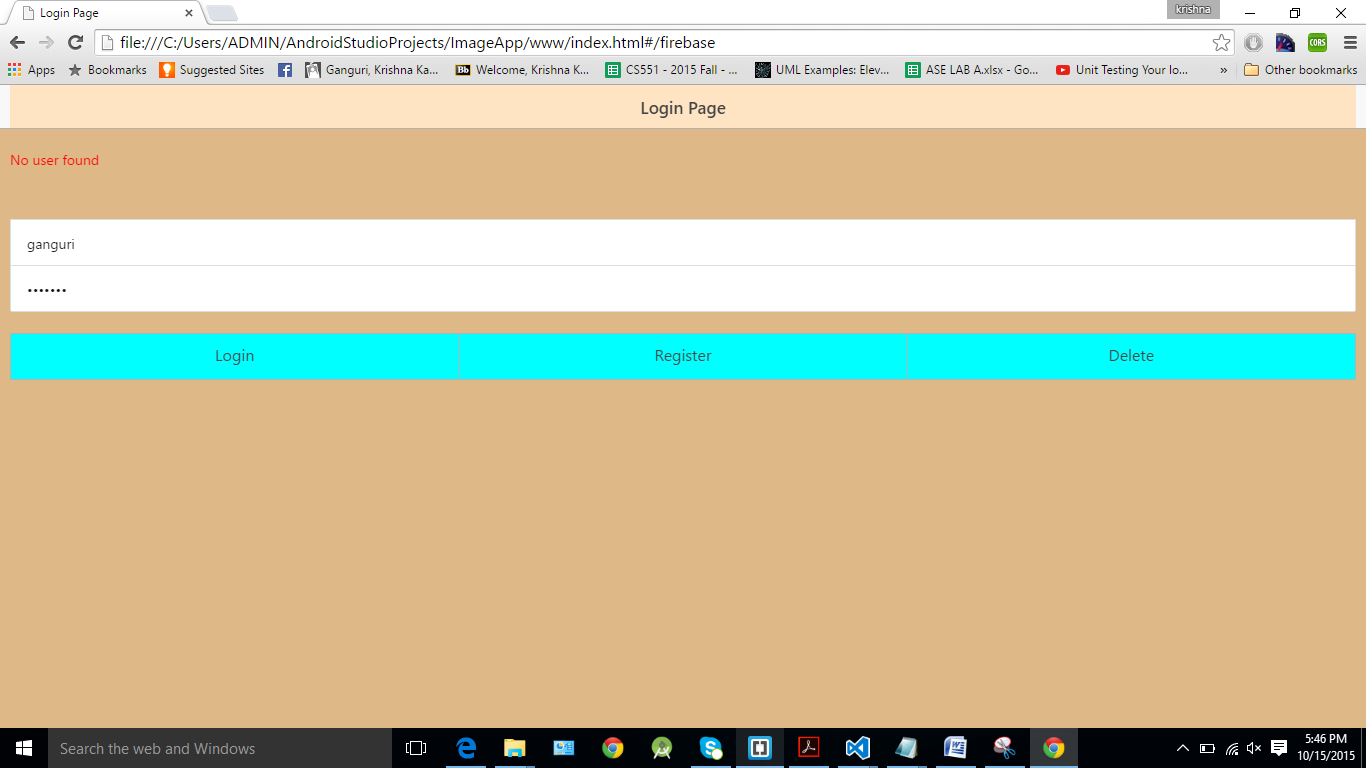 Login Page
krishna
file:///C:/Users/ADMIN/AndroidStudioProjects/ImageApp/www/index.html#/firebase
CORS
Apps Bookmarks Suggested Sites Ganguri, Krishna Ka... Welcome, Krishna K... CS551 - 2015 Fall - ... UML Examples: Elev... ASE LAB A.xlsx - Go... Unit Testing Your Io... » Other bookmarks
Login Page
No user found
ganguri
•••••••
Login Register Delete
Search the web and Windows
5:46 PM
10/15/2015